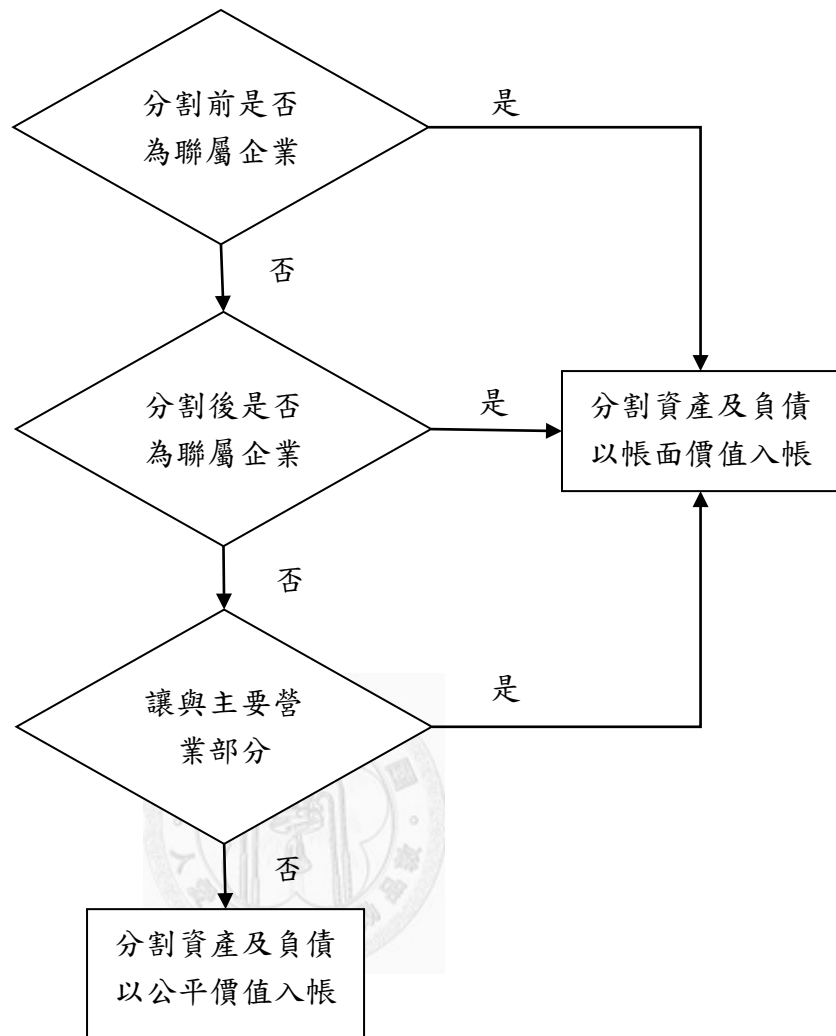 分割前是否
為聯屬企業
是
否
分割後是否
為聯屬企業
是
分割資產及負債
以帳面價值入帳
否
讓與主要營
業部分
是
否
分割資產及負債
以公平價值入帳